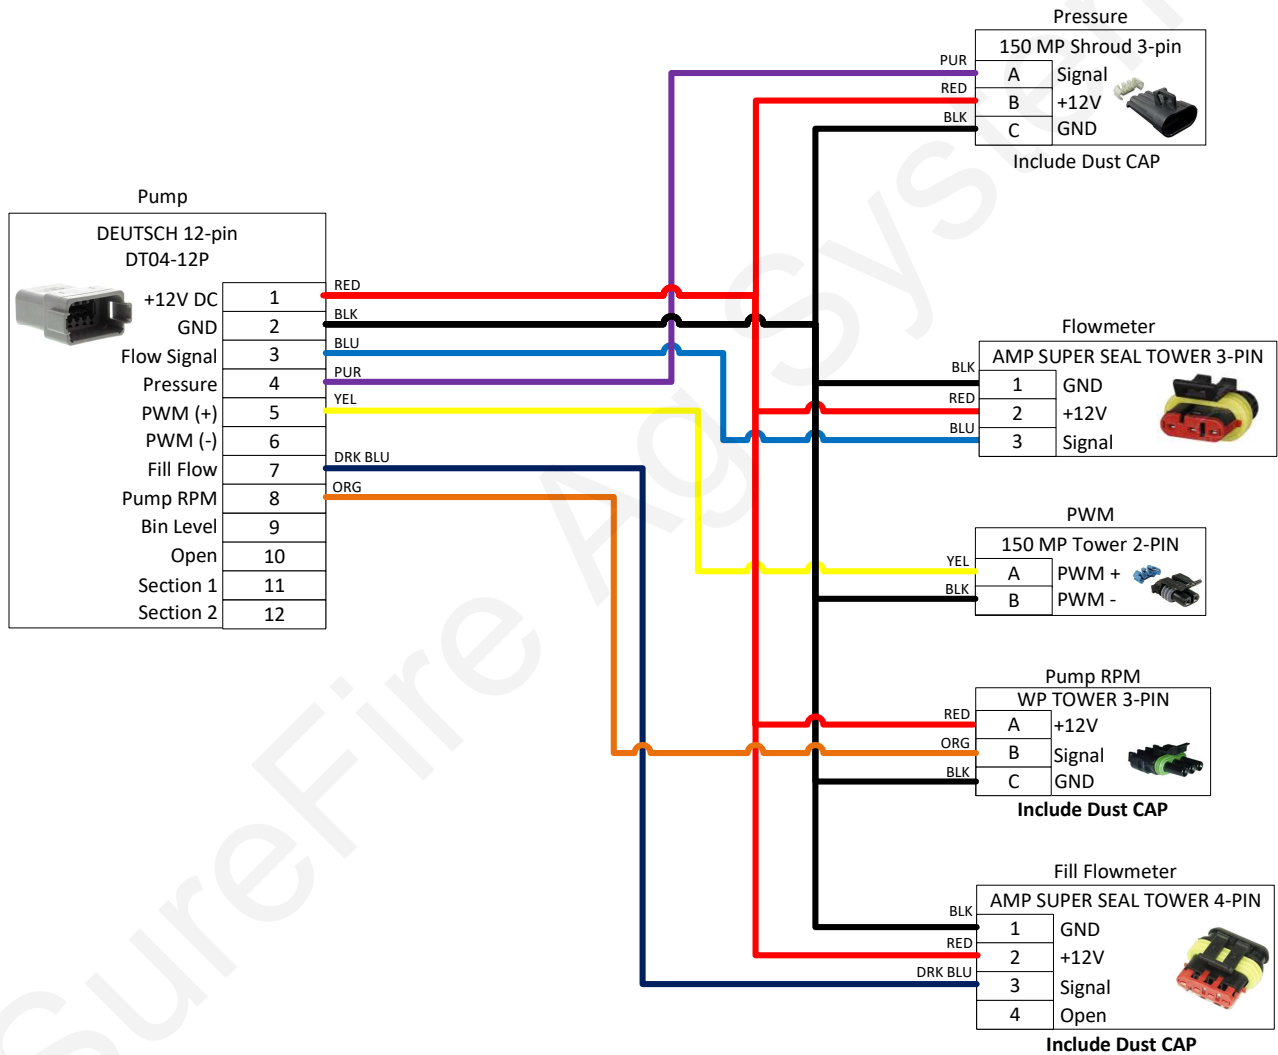 Pressure
150 MP Shroud 3-pin
PUR A Signal
RED B +12V
BLK C GND
Include Dust CAP
Pump
DEUTSCH 12-pin
DT04-12P
+12V DC 1 RED
GND 2 BLK
Flow Signal 3 BLU
Pressure 4 PUR
PWM (+) 5 YEL
PWM (-) 6
Fill Flow 7 DRK BLU
Pump RPM 8 ORG
Bin Level 9
Open 10
Section 1 11
Section 2 12
Flowmeter
AMP SUPER SEAL TOWER 3-PIN
BLK 1 GND
RED 2 +12V
BLU 3 Signal
PWM
150 MP Tower 2-PIN
YEL A PWM +
BLK B PWM -
Pump RPM
WP TOWER 3-PIN
RED A +12V
ORG B Signal
BLK C GND
Include Dust CAP
Fill Flowmeter
AMP SUPER SEAL TOWER 4-PIN
BLK 1 GND
RED 2 +12V
DRK BLU 3 Signal
4 Open
Include Dust CAP
SureFire Ag System